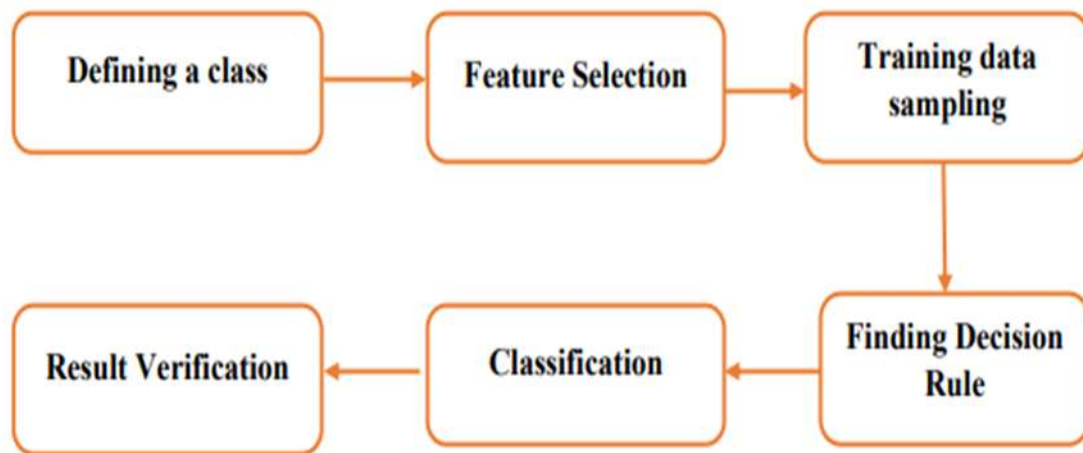 Defining a class
Feature Selection
Training data
sampling
Finding Decision
Rule
Classification
Result Verification